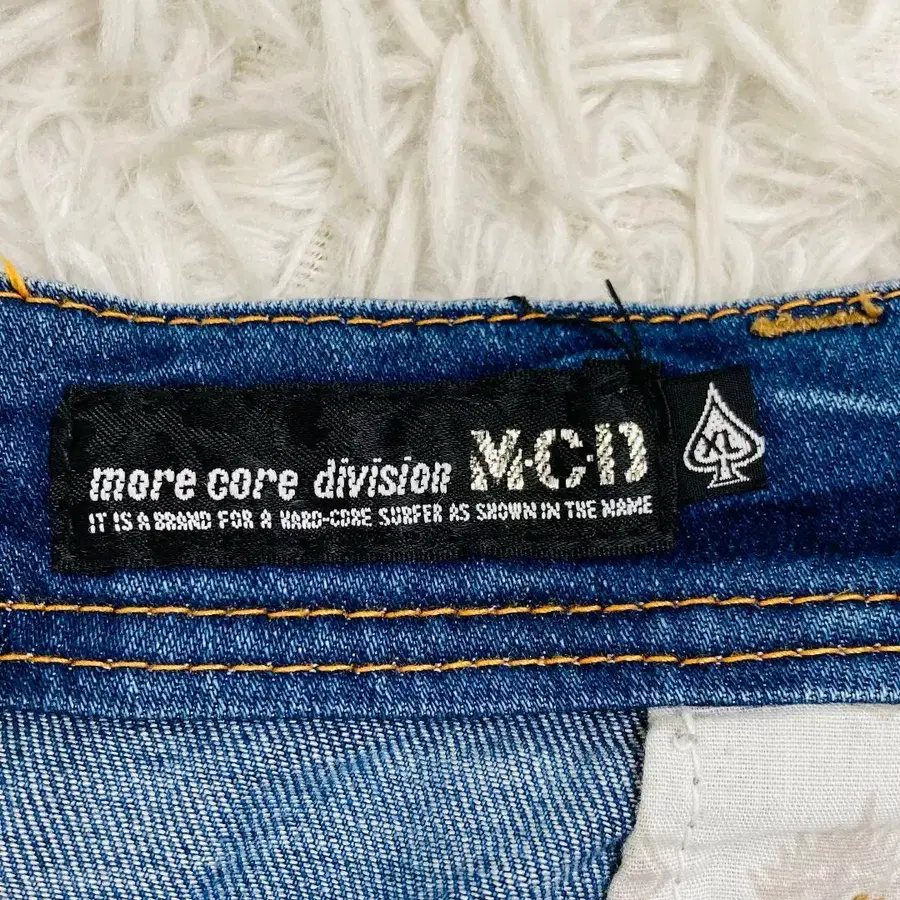 more core division M·C·D
IT IS A BRAND FOR A HARD-CORE SURFER AS SHOWN IN THE NAME
XL